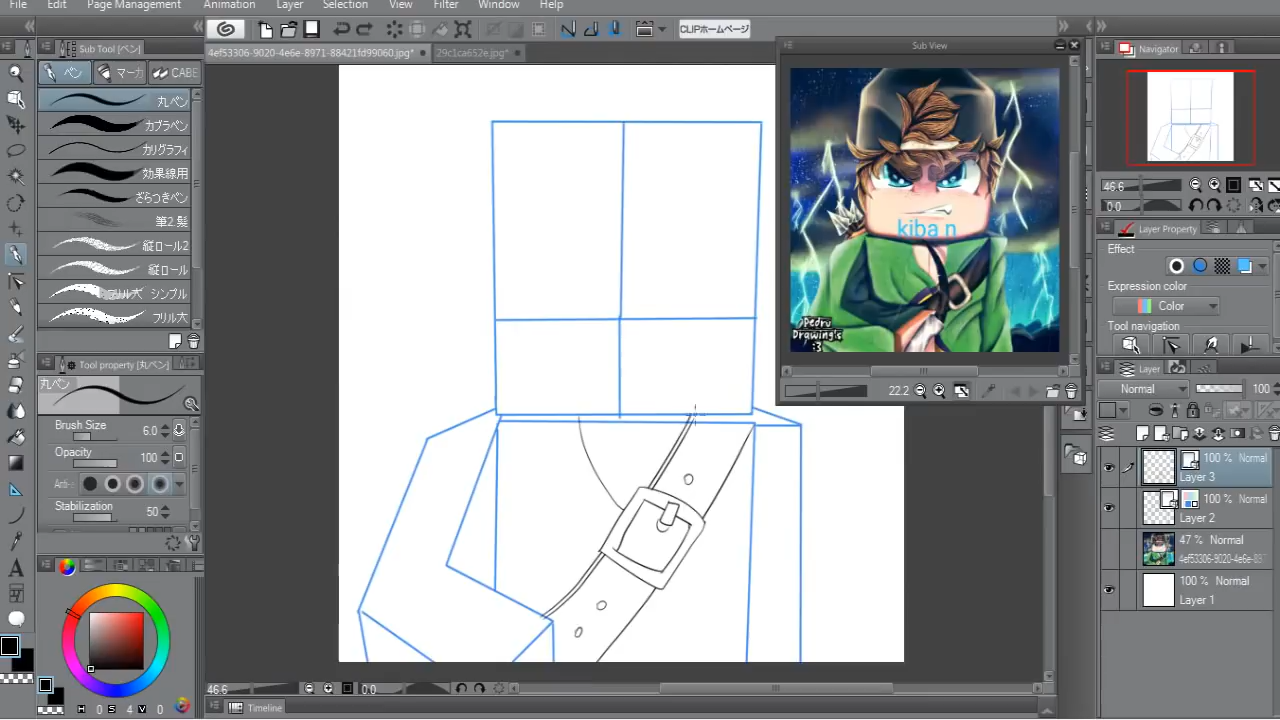 File Edit Page Management Animation Layer Selection View Filter Window Help
CLIPホームページ
Sub Tool [ペン]
4ef53306-9020-4e6e-8971-88421fd99060.jpg*
29c1ca652e.jpg*
Sub View
Navigator
ペン
マーカ
CABE
丸ペン
カブラペン
カリグラフィ
効果線用
ざらつきペン
筆2.髪
縦ロール2
縦ロール
フリル大 シンプル
フリル大
kiba n
Pedru
Drawing's
:3
46.6
0.0
Layer Property
Effect
Expression color
Color
Tool navigation
22.2
Layer
Normal
100
100 % Normal
Layer 3
100 % Normal
Layer 2
47 % Normal
4ef53306-9020-4e6e-897
100 % Normal
Layer 1
Tool property [丸ペン]
丸ペン
Brush Size 6.0
Opacity 100
Anti-
Stabilization 50
H 0 S 4 V 0
46.6
0.0
Timeline